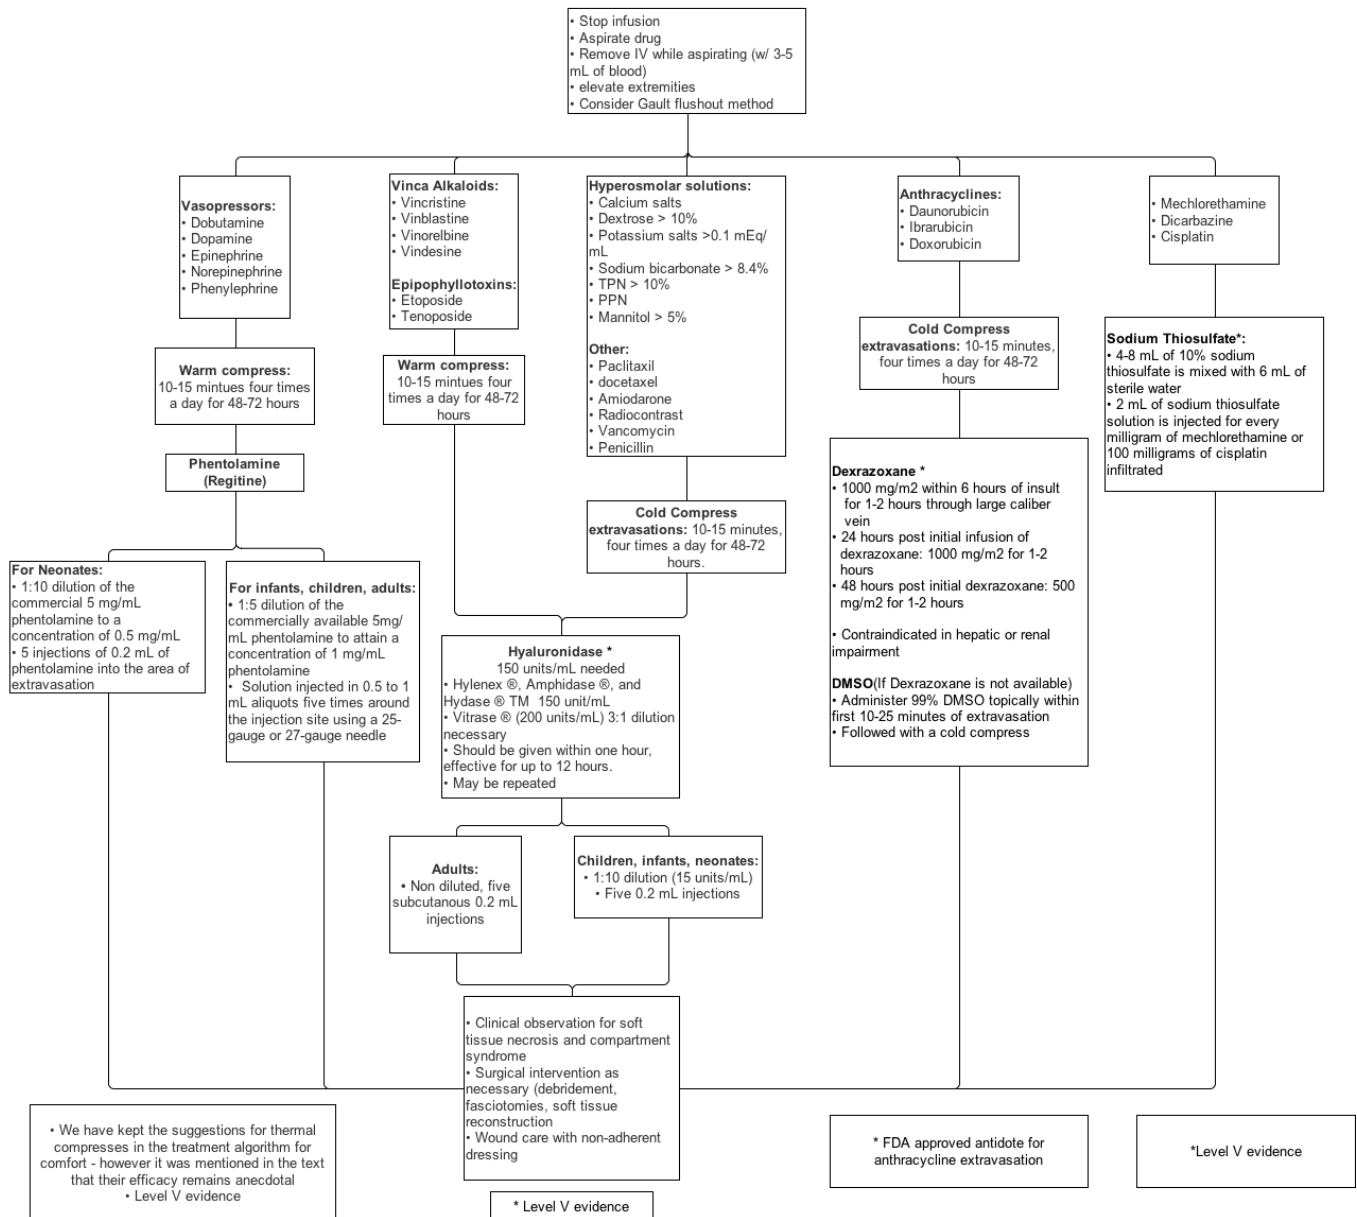 • Stop infusion
• Aspirate drug
• Remove IV while aspirating (w/ 3-5
mL of blood)
• elevate extremities
• Consider Gault flushout method
Vasopressors:
• Dobutamine
• Dopamine
• Epinephrine
• Norepinephrine
• Phenylephrine
Warm compress:
10-15 mintues four times
a day for 48-72 hours
Phentolamine
(Regitine)
For Neonates:
• 1:10 dilution of the
commercial 5 mg/mL
phentolamine to a
concentration of 0.5 mg/mL
• 5 injections of 0.2 mL of
phentolamine into the area of
extravasation
For infants, children, adults:
• 1:5 dilution of the
commercially available 5mg/
mL phentolamine to attain a
concentration of 1 mg/mL
phentolamine
• Solution injected in 0.5 to 1
mL aliquots five times around
the injection site using a 25-
gauge or 27-gauge needle
Vinca Alkaloids:
• Vincristine
• Vinblastine
• Vinorelbine
• Vindesine
Epipophyllotoxins:
• Etoposide
• Tenoposide
Warm compress:
10-15 mintues four
times a day for 48-72
hours
Hyperosmolar solutions:
• Calcium salts
• Dextrose > 10%
• Potassium salts >0.1 mEq/
mL
• Sodium bicarbonate > 8.4%
• TPN > 10%
• PPN
• Mannitol > 5%
Other:
• Paclitaxil
• docetaxel
• Amiodarone
• Radiocontrast
• Vancomycin
• Penicillin
Cold Compress
extravasations: 10-15 minutes,
four times a day for 48-72
hours.
Hyaluronidase *
150 units/mL needed
• Hylenex ®, Amphidase ®, and
Hydase ® TM 150 unit/mL
• Vitrase ® (200 units/mL) 3:1 dilution
necessary
• Should be given within one hour,
effective for up to 12 hours.
• May be repeated
Adults:
• Non diluted, five
subcutanous 0.2 mL
injections
Children, infants, neonates:
• 1:10 dilution (15 units/mL)
• Five 0.2 mL injections
Anthracyclines:
• Daunorubicin
• Ibrarubicin
• Doxorubicin
Cold Compress
extravasations: 10-15 minutes,
four times a day for 48-72
hours
Dexrazoxane *
• 1000 mg/m2 within 6 hours of insult
for 1-2 hours through large caliber
vein
• 24 hours post initial infusion of
dexrazoxane: 1000 mg/m2 for 1-2
hours
• 48 hours post initial dexrazoxane: 500
mg/m2 for 1-2 hours
• Contraindicated in hepatic or renal
impairment
DMSO(If Dexrazoxane is not available)
• Administer 99% DMSO topically within
first 10-25 minutes of extravasation
• Followed with a cold compress
• Mechlorethamine
• Dicarbazine
• Cisplatin
Sodium Thiosulfate*:
• 4-8 mL of 10% sodium
thiosulfate is mixed with 6 mL of
sterile water
• 2 mL of sodium thiosulfate
solution is injected for every
milligram of mechlorethamine or
100 milligrams of cisplatin
infiltrated
• Clinical observation for soft
tissue necrosis and compartment
syndrome
• Surgical intervention as
necessary (debridement,
fasciotomies, soft tissue
reconstruction
• Wound care with non-adherent
dressing
• We have kept the suggestions for thermal
compresses in the treatment algorithm for
comfort - however it was mentioned in the text
that their efficacy remains anecdotal
• Level V evidence
* Level V evidence
* FDA approved antidote for
anthracycline extravasation
*Level V evidence